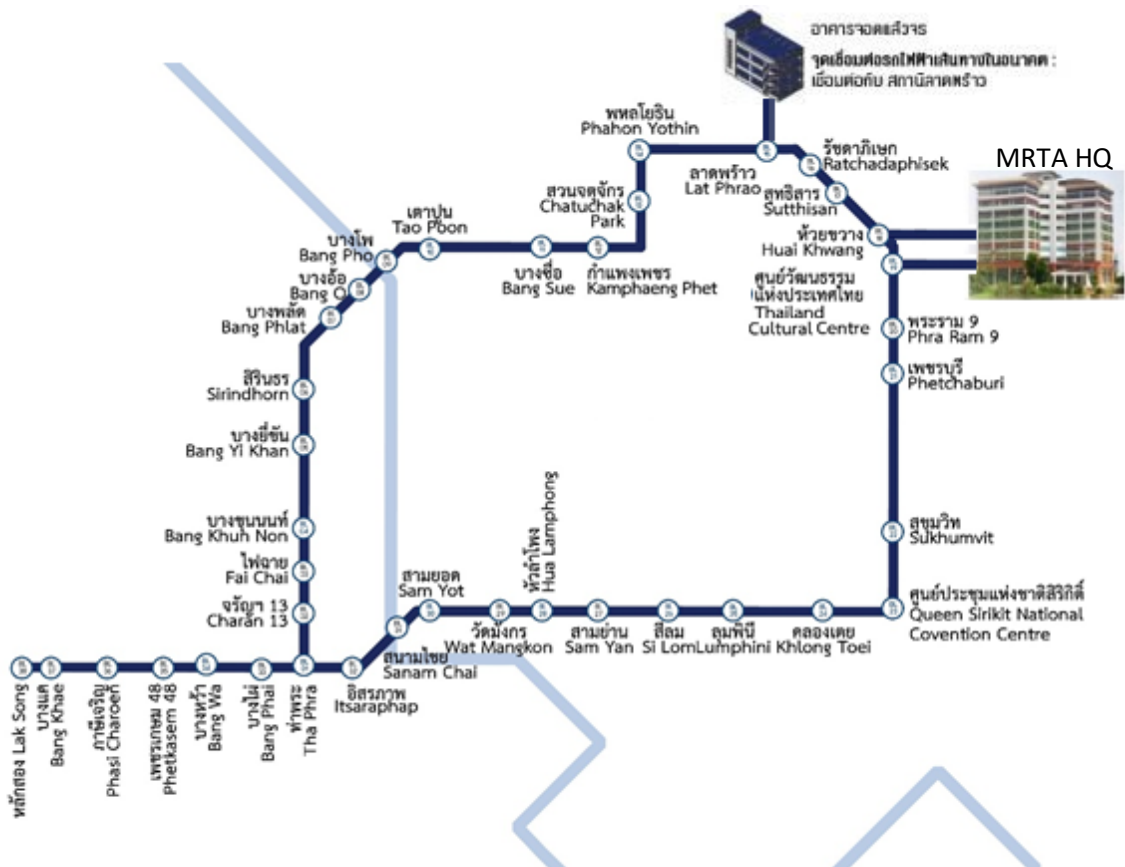 อาคารจอดแล้วจร
จุดเชื่อมต่อรถไฟฟ้าเส้นทางในอนาคต :
เชื่อมต่อกับ สถานีลาดพร้าว
MRTA HQ
พหลโยธิน
Phahon Yothin
รัชดาภิเษก
Ratchadaphisek
ลาดพร้าว
Lat Phrao
สุทธิสาร
Sutthisan
สวนจตุจักร
Chatuchak
Park
ห้วยขวาง
Huai Khwang
เตาปูน
Tao Poon
บางโพ
Bang Pho
บางอ้อ
Bang O
บางซื่อ
Bang Sue
กำแพงเพชร
Kamphaeng Phet
ศูนย์วัฒนธรรม
แห่งประเทศไทย
Thailand
Cultural Centre
บางพลัด
Bang Phlat
พระราม 9
Phra Ram 9
เพชรบุรี
Phetchaburi
สิรินธร
Sirindhorn
บางยี่ขัน
Bang Yi Khan
บางขุนนนท์
Bang Khun Non
ไฟฉาย
Fai Chai
จรัญฯ 13
Charan 13
สุขุมวิท
Sukhumvit
ศูนย์ประชุมแห่งชาติสิริกิติ์
Queen Sirikit National
Covention Centre
สามยอด
Sam Yot
หัวลำโพง
Hua Lamphong
วัดมังกร
Wat Mangkon
สามย่าน
Sam Yan
สีลม
Si Lom
ลุมพินี
Lumphini
คลองเตย
Khlong Toei
สนามไชย
Sanam Chai
อิสรภาพ
Itsaraphap
หลักสอง Lak Song
บางแค
Bang Khae
ภาษีเจริญ
Phasi Charoen
เพชรเกษม 48
Phetkasem 48
บางหว้า
Bang Wa
บางไผ่
Bang Phai
ท่าพระ
Tha Phra